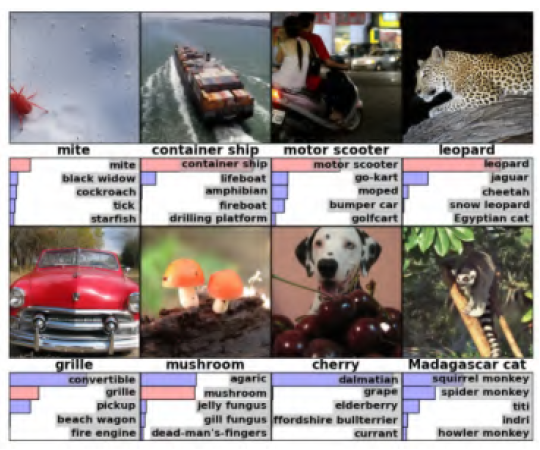 mite
container ship
motor scooter
leopard
mite
black widow
cockroach
tick
starfish
container ship
lifeboat
amphibian
fireboat
drilling platform
motor scooter
go-kart
moped
bumper car
golfcart
leopard
jaguar
cheetah
snow leopard
Egyptian cat
grille
mushroom
cherry
Madagascar cat
convertible
grille
pickup
beach wagon
fire engine
agaric
mushroom
jelly fungus
gill fungus
dead-man's-fingers
dalmatian
grape
elderberry
ffordshire bullterrier
currant
squirrel monkey
spider monkey
titi
indri
howler monkey